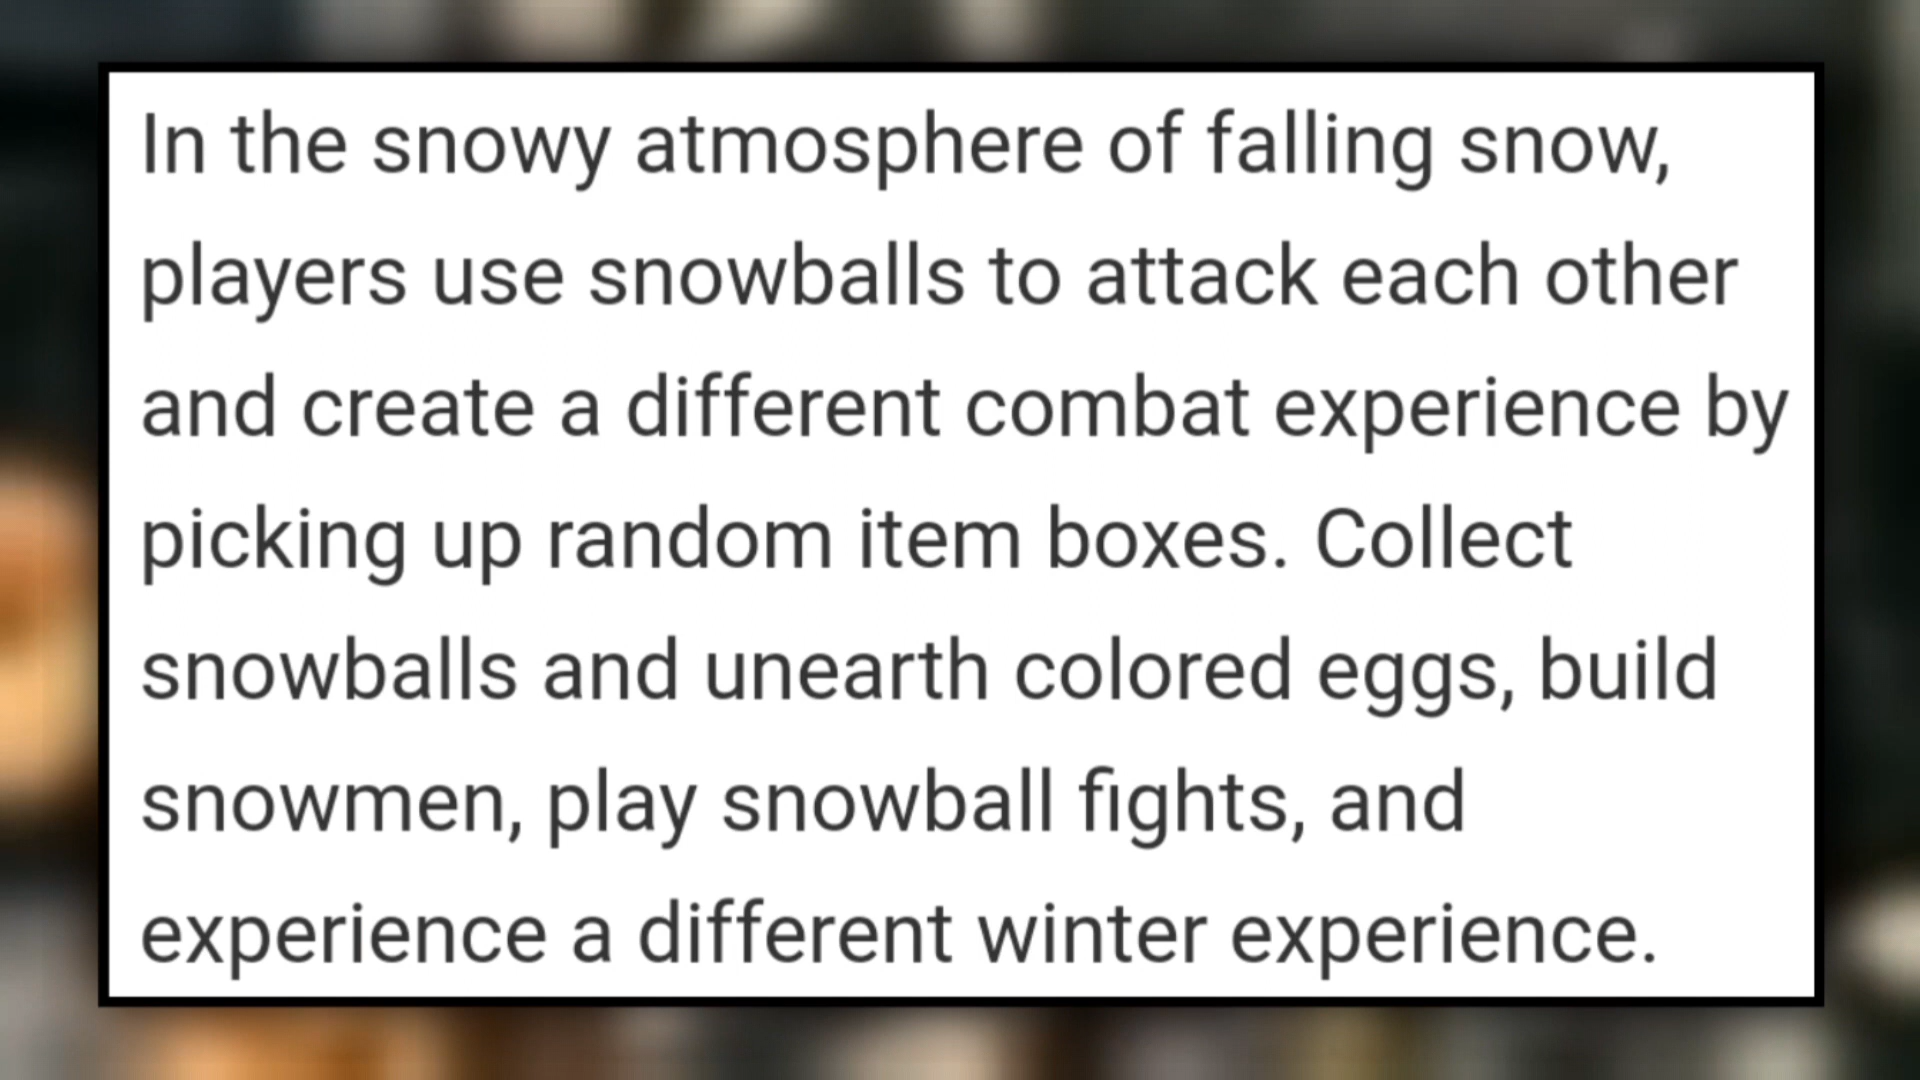 In the snowy atmosphere of falling snow,
players use snowballs to attack each other
and create a different combat experience by
picking up random item boxes. Collect
snowballs and unearth colored eggs, build
snowmen, play snowball fights, and
experience a different winter experience.